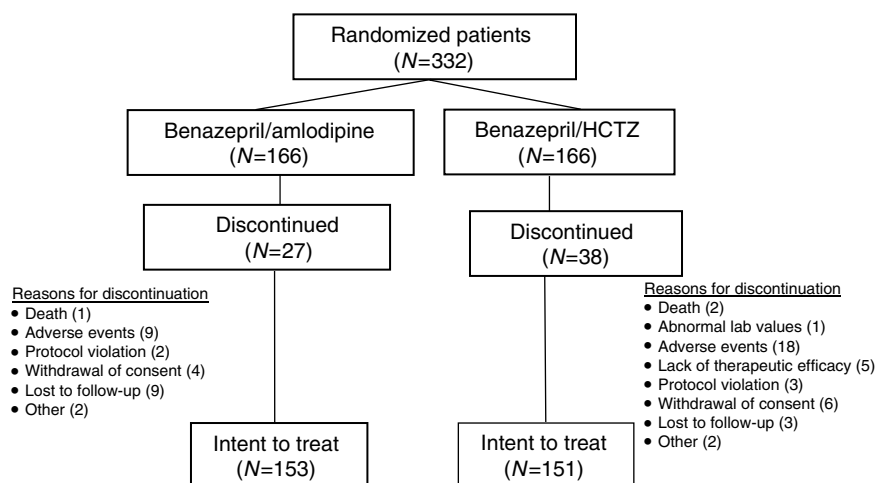 Randomized patients
(N=332)
Benazepril/amlodipine
(N=166)
Benazepril/HCTZ
(N=166)
Discontinued
(N=27)
Discontinued
(N=38)
Reasons for discontinuation
• Death (1)
• Adverse events (9)
• Protocol violation (2)
• Withdrawal of consent (4)
• Lost to follow-up (9)
• Other (2)
Reasons for discontinuation
• Death (2)
• Abnormal lab values (1)
• Adverse events (18)
• Lack of therapeutic efficacy (5)
• Protocol violation (3)
• Withdrawal of consent (6)
• Lost to follow-up (3)
• Other (2)
Intent to treat
(N=153)
Intent to treat
(N=151)